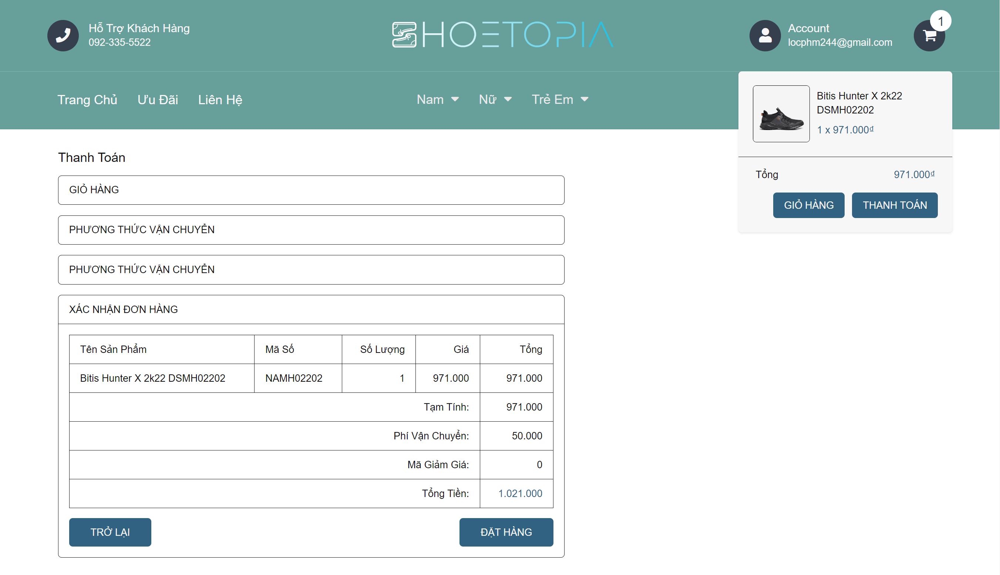 Hỗ Trợ Khách Hàng
092-335-5522
SHOETOPIA
Account
locphm244@gmail.com
1
Trang Chủ
Ưu Đãi
Liên Hệ
Nam
Nữ
Trẻ Em
Bitis Hunter X 2k22
DSMH02202
1 x 971.000₫
Tổng 971.000₫
GIỎ HÀNG
THANH TOÁN
Thanh Toán
GIỎ HÀNG
PHƯƠNG THỨC VẬN CHUYỂN
PHƯƠNG THỨC VẬN CHUYỂN
XÁC NHẬN ĐƠN HÀNG
Tên Sản Phẩm Mã Số Số Lượng Giá Tổng
Bitis Hunter X 2k22 DSMH02202 NAMH02202 1 971.000 971.000
Tạm Tính: 971.000
Phí Vận Chuyển: 50.000
Mã Giảm Giá: 0
Tổng Tiền: 1.021.000
TRỞ LẠI
ĐẶT HÀNG